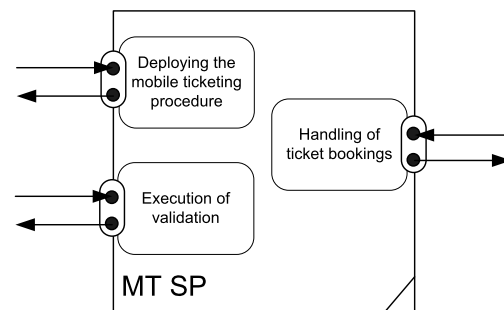 Deploying the
mobile ticketing
procedure
Handling of
ticket bookings
Execution of
validation
MT SP